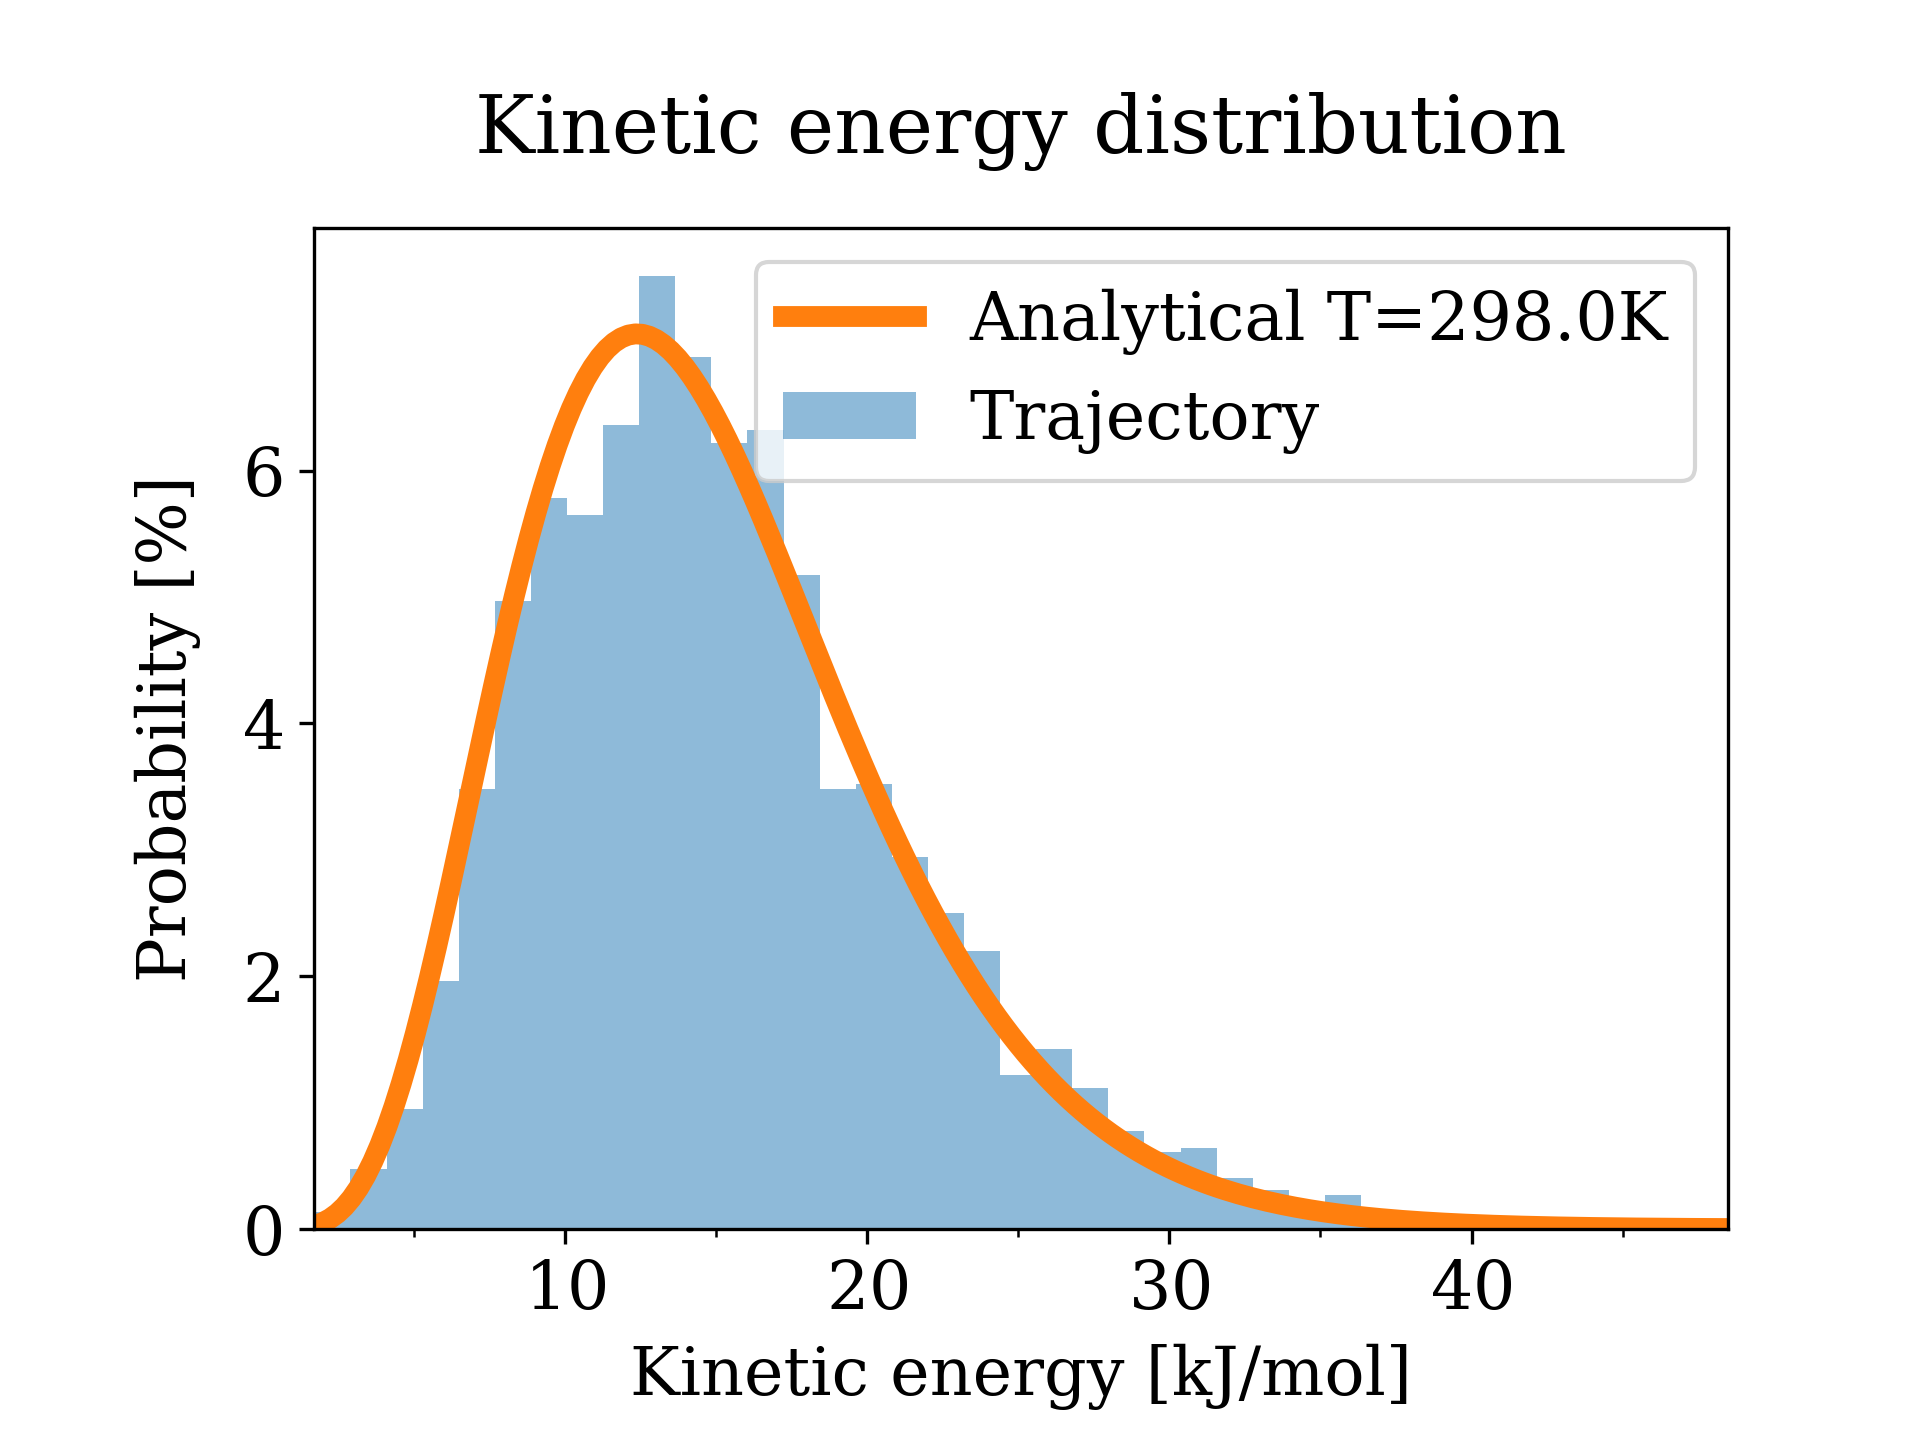 Kinetic energy distribution
Analytical T=298.0K
Trajectory
Probability [%]
6
4
2
0
10 20 30 40
Kinetic energy [kJ/mol]